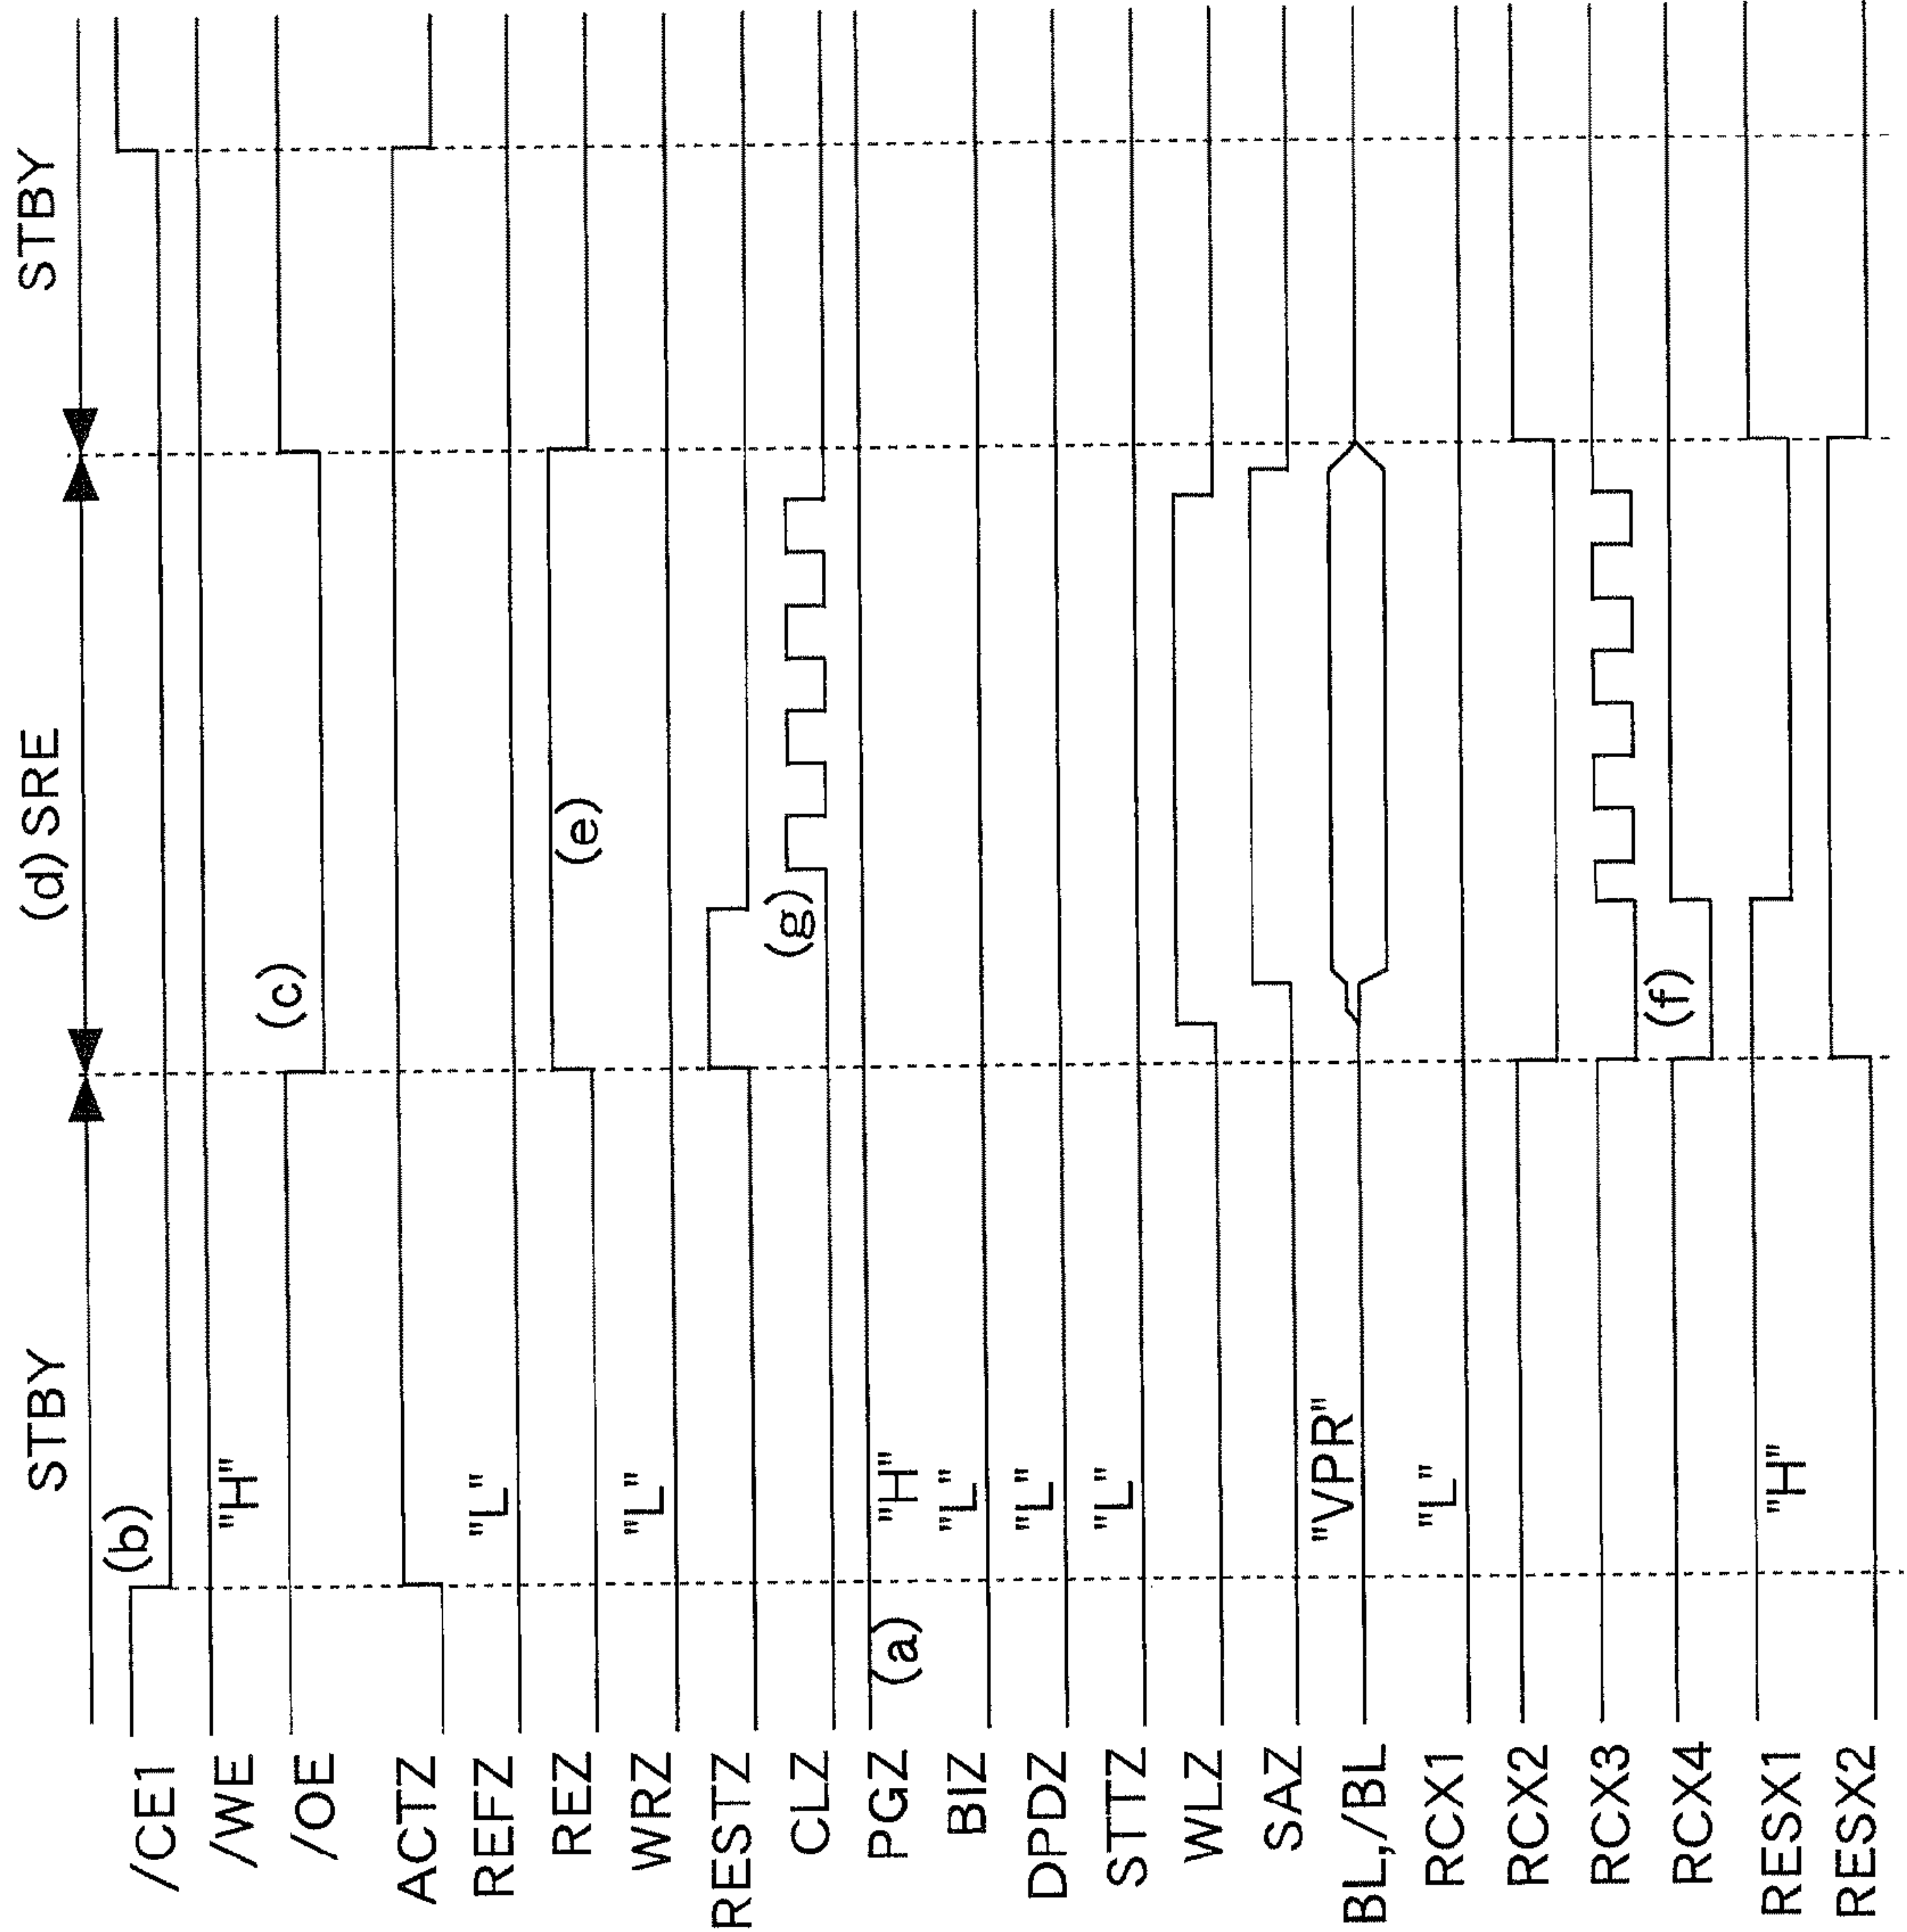 STBY (d) SRE STBY
/CE1 (b)
/WE "H"
/OE (c)
ACTZ
REFZ "L"
REZ (e)
WRZ "L"
RESTZ
CLZ (g)
PGZ (a) "H"
BIZ "L"
DPDZ "L"
STTZ "L"
WLZ
SAZ
BL,/BL "VPR"
RCX1 "L"
RCX2
RCX3
RCX4 (f)
RESX1 "H"
RESX2